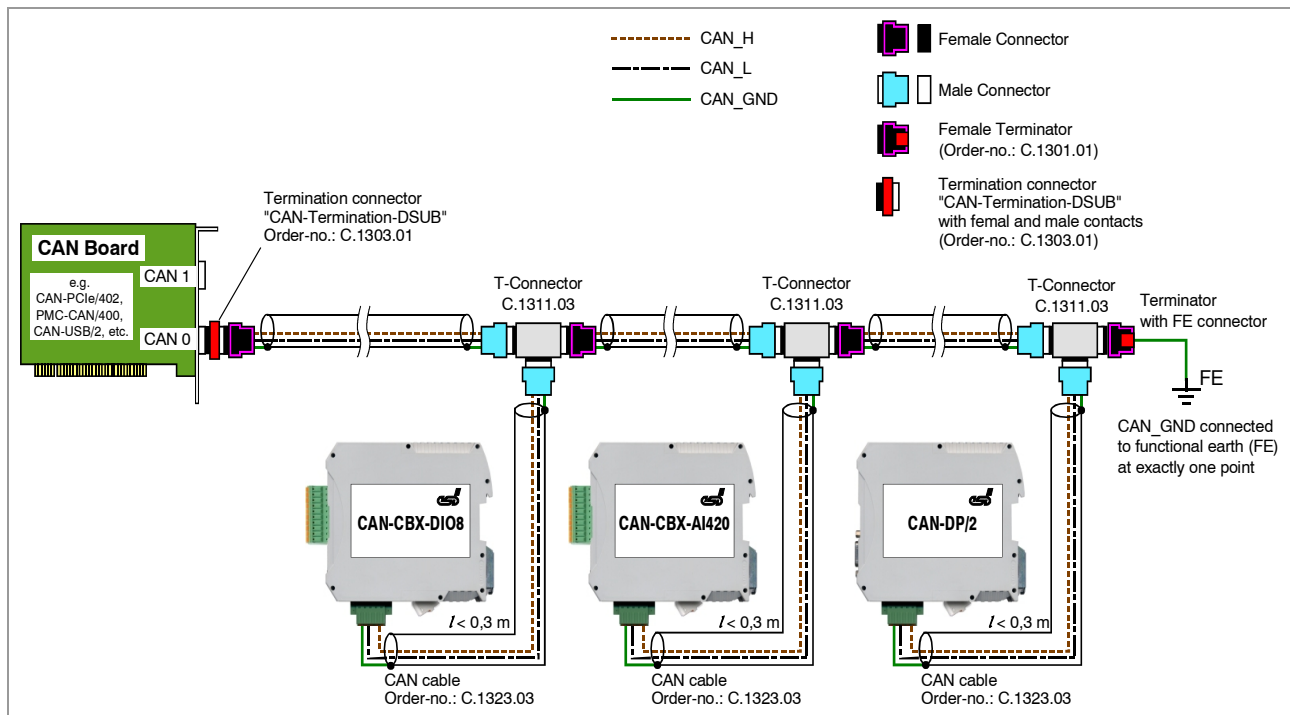 CAN_H
CAN_L
CAN_GND
Female Connector
Male Connector
Female Terminator
(Order-no.: C.1301.01)
Termination connector
"CAN-Termination-DSUB"
with femal and male contacts
(Order-no.: C.1303.01)
Termination connector
"CAN-Termination-DSUB"
Order-no.: C.1303.01
CAN Board
e.g.
CAN-PCIe/402,
PMC-CAN/400,
CAN-USB/2, etc.
CAN 1
CAN 0
T-Connector
C.1311.03
T-Connector
C.1311.03
T-Connector
C.1311.03
Terminator
with FE connector
FE
CAN_GND connected
to functional earth (FE)
at exactly one point
esd
CAN-CBX-DIO8
esd
CAN-CBX-AI420
esd
CAN-DP/2
l < 0,3 m
l < 0,3 m
l < 0,3 m
CAN cable
Order-no.: C.1323.03
CAN cable
Order-no.: C.1323.03
CAN cable
Order-no.: C.1323.03